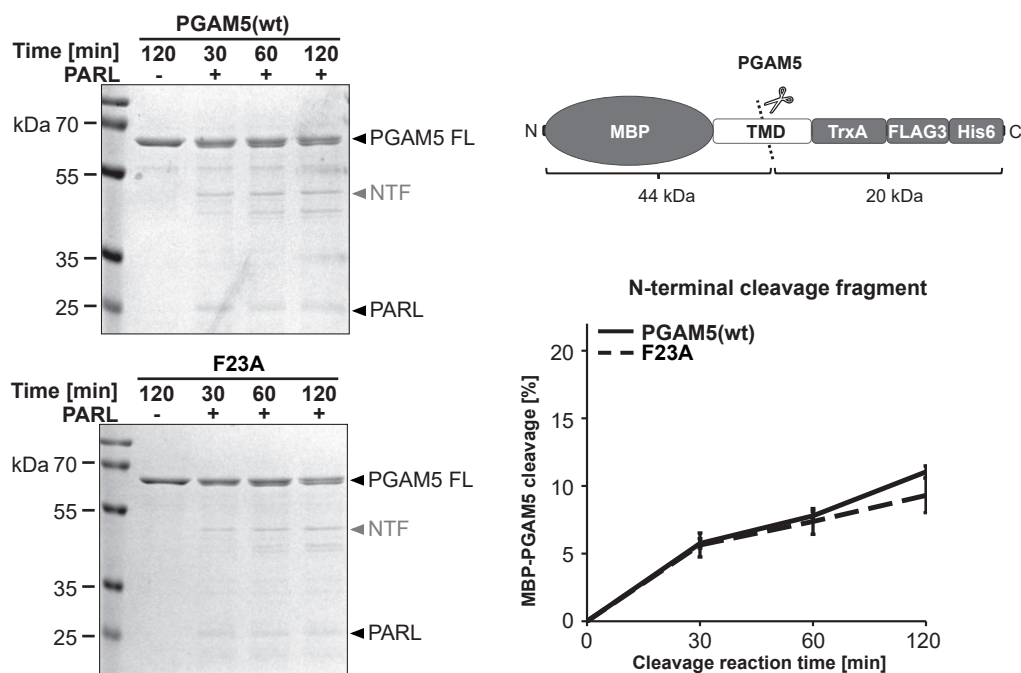 PGAM5(wt)
Time [min] 120 30 60 120
PARL - + + +
kDa 70
55
35
25
PGAM5 FL
NTF
PARL
F23A
Time [min] 120 30 60 120
PARL - + + +
kDa 70
55
35
25
PGAM5 FL
NTF
PARL
PGAM5
N MBP TMD TrxA FLAG3 His6 C
44 kDa 20 kDa
N-terminal cleavage fragment
PGAM5(wt)
F23A
MBP-PGAM5 cleavage [%]
20
15
10
5
0
0 30 60 120
Cleavage reaction time [min]